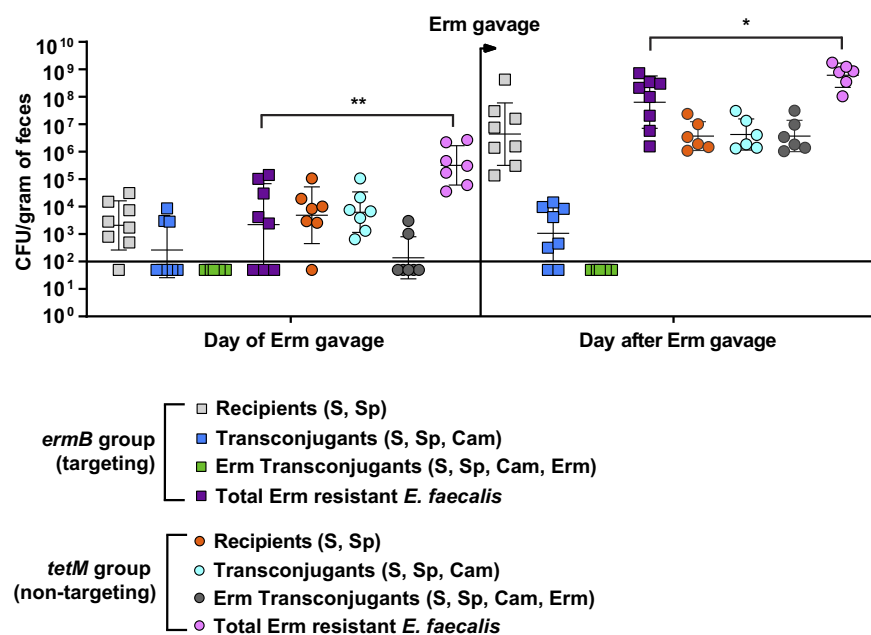 Erm gavage
CFU/gram of feces
10^10
10^9
10^8
10^7
10^6
10^5
10^4
10^3
10^2
10^1
10^0
**
*
Day of Erm gavage
Day after Erm gavage
ermB group
(targeting)
Recipients (S, Sp)
Transconjugants (S, Sp, Cam)
Erm Transconjugants (S, Sp, Cam, Erm)
Total Erm resistant E. faecalis
tetM group
(non-targeting)
Recipients (S, Sp)
Transconjugants (S, Sp, Cam)
Erm Transconjugants (S, Sp, Cam, Erm)
Total Erm resistant E. faecalis